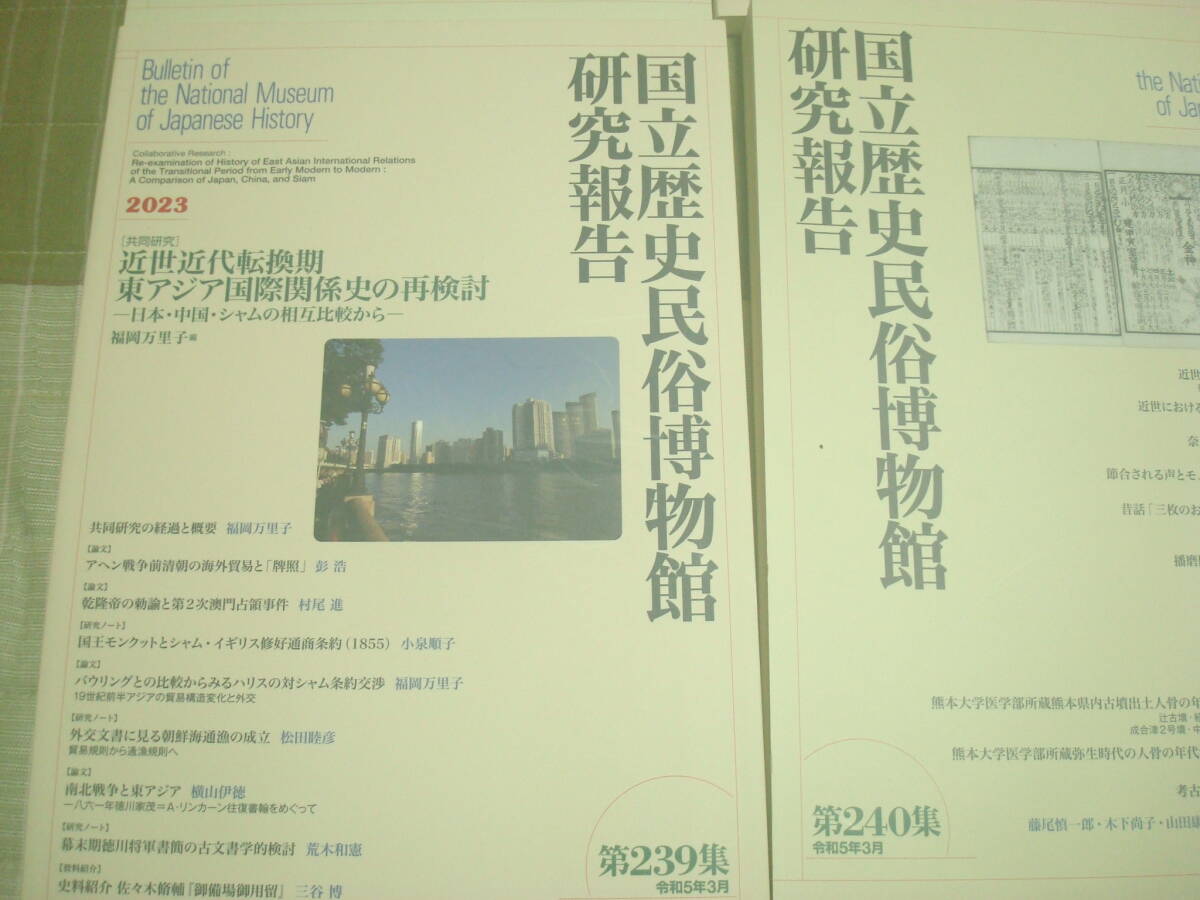 Bulletin of
the National Museum
of Japanese History
Collaborative Research :
Re-examination of History of East Asian International Relations
of the Transitional Period from Early Modern to Modern :
A Comparison of Japan, China, and Siam
2023
国立歴史民俗博物館
研究報告
［共同研究］
近世近代転換期
東アジア国際関係史の再検討
―日本・中国・シャムの相互比較から―
福岡万里子 編
共同研究の経過と概要 福岡万里子
【論文】
アヘン戦争前清朝の海外貿易と「牌照」 彭 浩
【論文】
乾隆帝の勅諭と第2次澳門占領事件 村尾 進
【研究ノート】
国王モンクットとシャム・イギリス修好通商条約(1855) 小泉順子
【論文】
バウリングとの比較からみるハリスの対シャム条約交渉 福岡万里子
19世紀前半アジアの貿易構造変化と外交
【研究ノート】
外交文書に見る朝鮮海通漁の成立 松田睦彦
貿易規則から通漁規則へ
【論文】
南北戦争と東アジア 横山伊徳
一八六一年徳川家茂＝A・リンカーン往復書翰をめぐって
【研究ノート】
幕末期徳川将軍書簡の古文書学的検討 荒木和憲
【資料紹介】
史料紹介 佐々木脩輔『御備場御用留』 三谷 博
第239集
令和5年3月
国立歴史民俗博物館
研究報告
the Nati
of Ja
正月小
金神
近世
近世における
奈
節合される声とモ
昔話「三枚のお
播磨
熊本大学医学部所蔵熊本県内古墳出土人骨の年
辻古墳・
成合津2号墳・中
熊本大学医学部所蔵弥生時代の人骨の年代
考古
藤尾慎一郎・木下尚子・山田康
第240集
令和5年3月